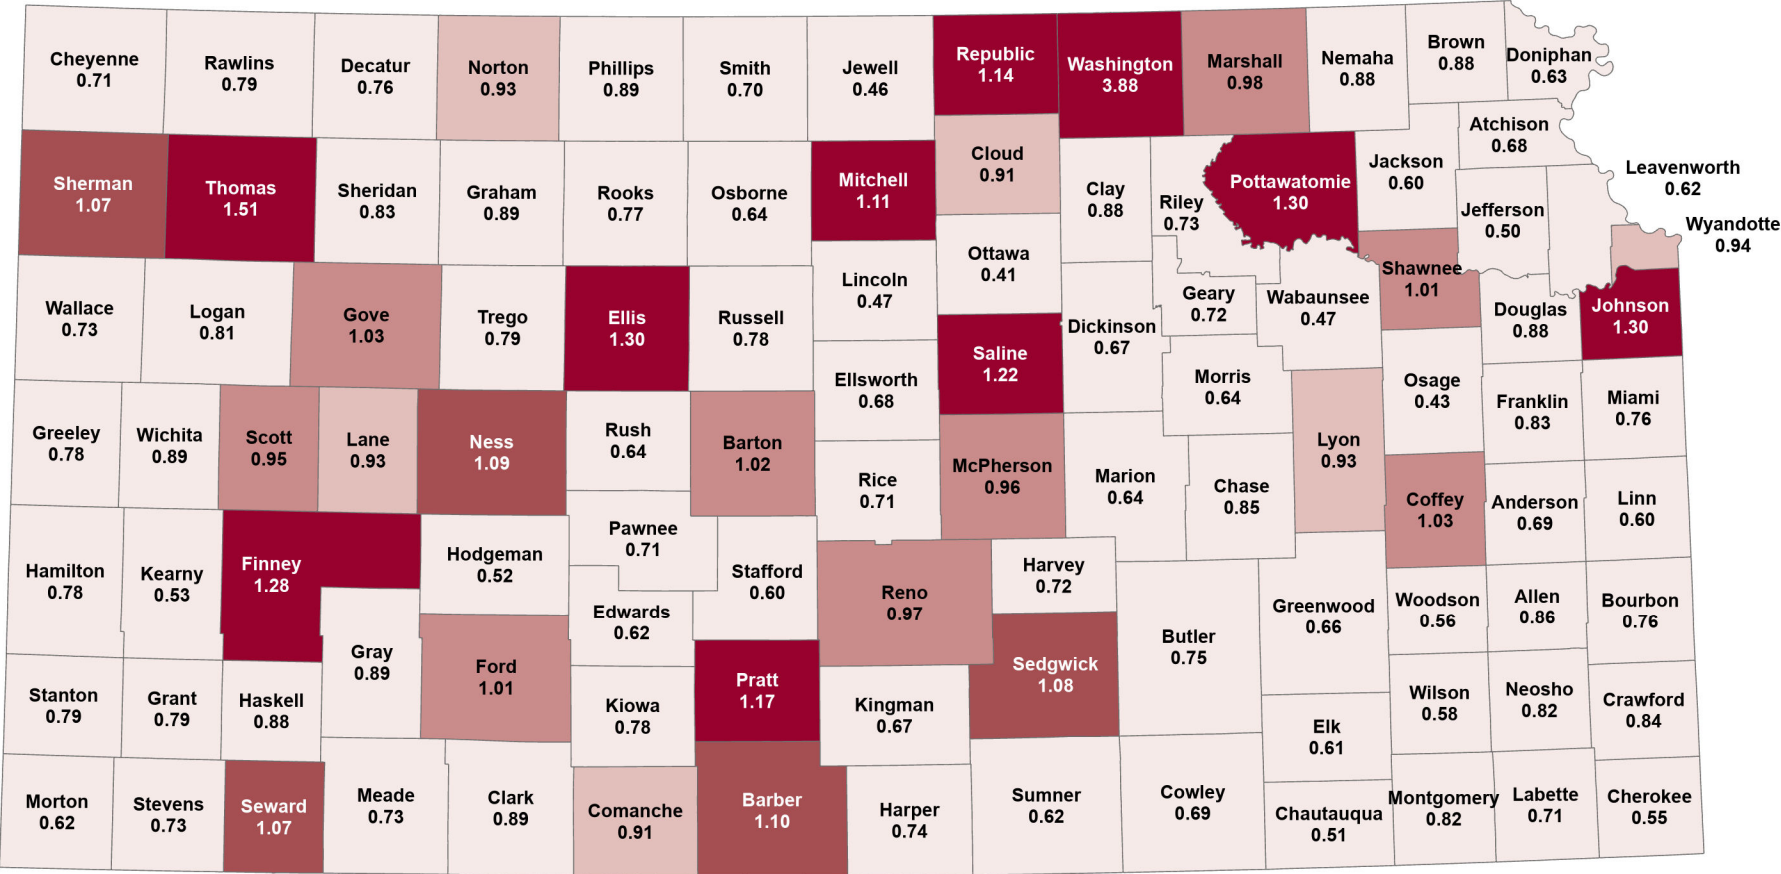 Cheyenne
0.71
Rawlins
0.79
Decatur
0.76
Norton
0.93
Phillips
0.89
Smith
0.70
Jewell
0.46
Republic
1.14
Washington
3.88
Marshall
0.98
Nemaha
0.88
Brown
0.88
Doniphan
0.63
Sherman
1.07
Thomas
1.51
Sheridan
0.83
Graham
0.89
Rooks
0.77
Osborne
0.64
Mitchell
1.11
Cloud
0.91
Clay
0.88
Riley
0.73
Pottawatomie
1.30
Jackson
0.60
Atchison
0.68
Jefferson
0.50
Leavenworth
0.62
Wyandotte
0.94
Wallace
0.73
Logan
0.81
Gove
1.03
Trego
0.79
Ellis
1.30
Russell
0.78
Lincoln
0.47
Ottawa
0.41
Saline
1.22
Dickinson
0.67
Geary
0.72
Wabaunsee
0.47
Shawnee
1.01
Douglas
0.88
Johnson
1.30
Greeley
0.78
Wichita
0.89
Scott
0.95
Lane
0.93
Ness
1.09
Rush
0.64
Barton
1.02
Ellsworth
0.68
Rice
0.71
McPherson
0.96
Marion
0.64
Morris
0.64
Chase
0.85
Lyon
0.93
Osage
0.43
Franklin
0.83
Miami
0.76
Coffey
1.03
Anderson
0.69
Linn
0.60
Hamilton
0.78
Kearny
0.53
Finney
1.28
Hodgeman
0.52
Pawnee
0.71
Edwards
0.62
Stafford
0.60
Reno
0.97
Harvey
0.72
Butler
0.75
Greenwood
0.66
Woodson
0.56
Allen
0.86
Bourbon
0.76
Stanton
0.79
Grant
0.79
Haskell
0.88
Gray
0.89
Ford
1.01
Kiowa
0.78
Pratt
1.17
Kingman
0.67
Sedgwick
1.08
Elk
0.61
Wilson
0.58
Neosho
0.82
Crawford
0.84
Morton
0.62
Stevens
0.73
Seward
1.07
Meade
0.73
Clark
0.89
Comanche
0.91
Barber
1.10
Harper
0.74
Sumner
0.62
Cowley
0.69
Chautauqua
0.51
Montgomery
0.82
Labette
0.71
Cherokee
0.55